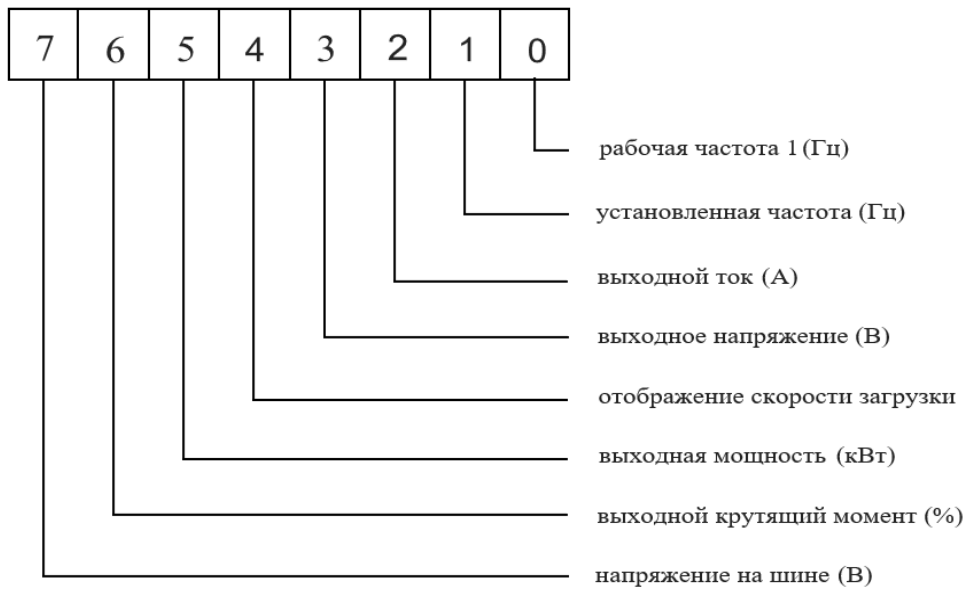 7 6 5 4 3 2 1 0
рабочая частота 1 (Гц)
установленная частота (Гц)
выходной ток (А)
выходное напряжение (В)
отображение скорости загрузки
выходная мощность (кВт)
выходной крутящий момент (%)
напряжение на шине (В)